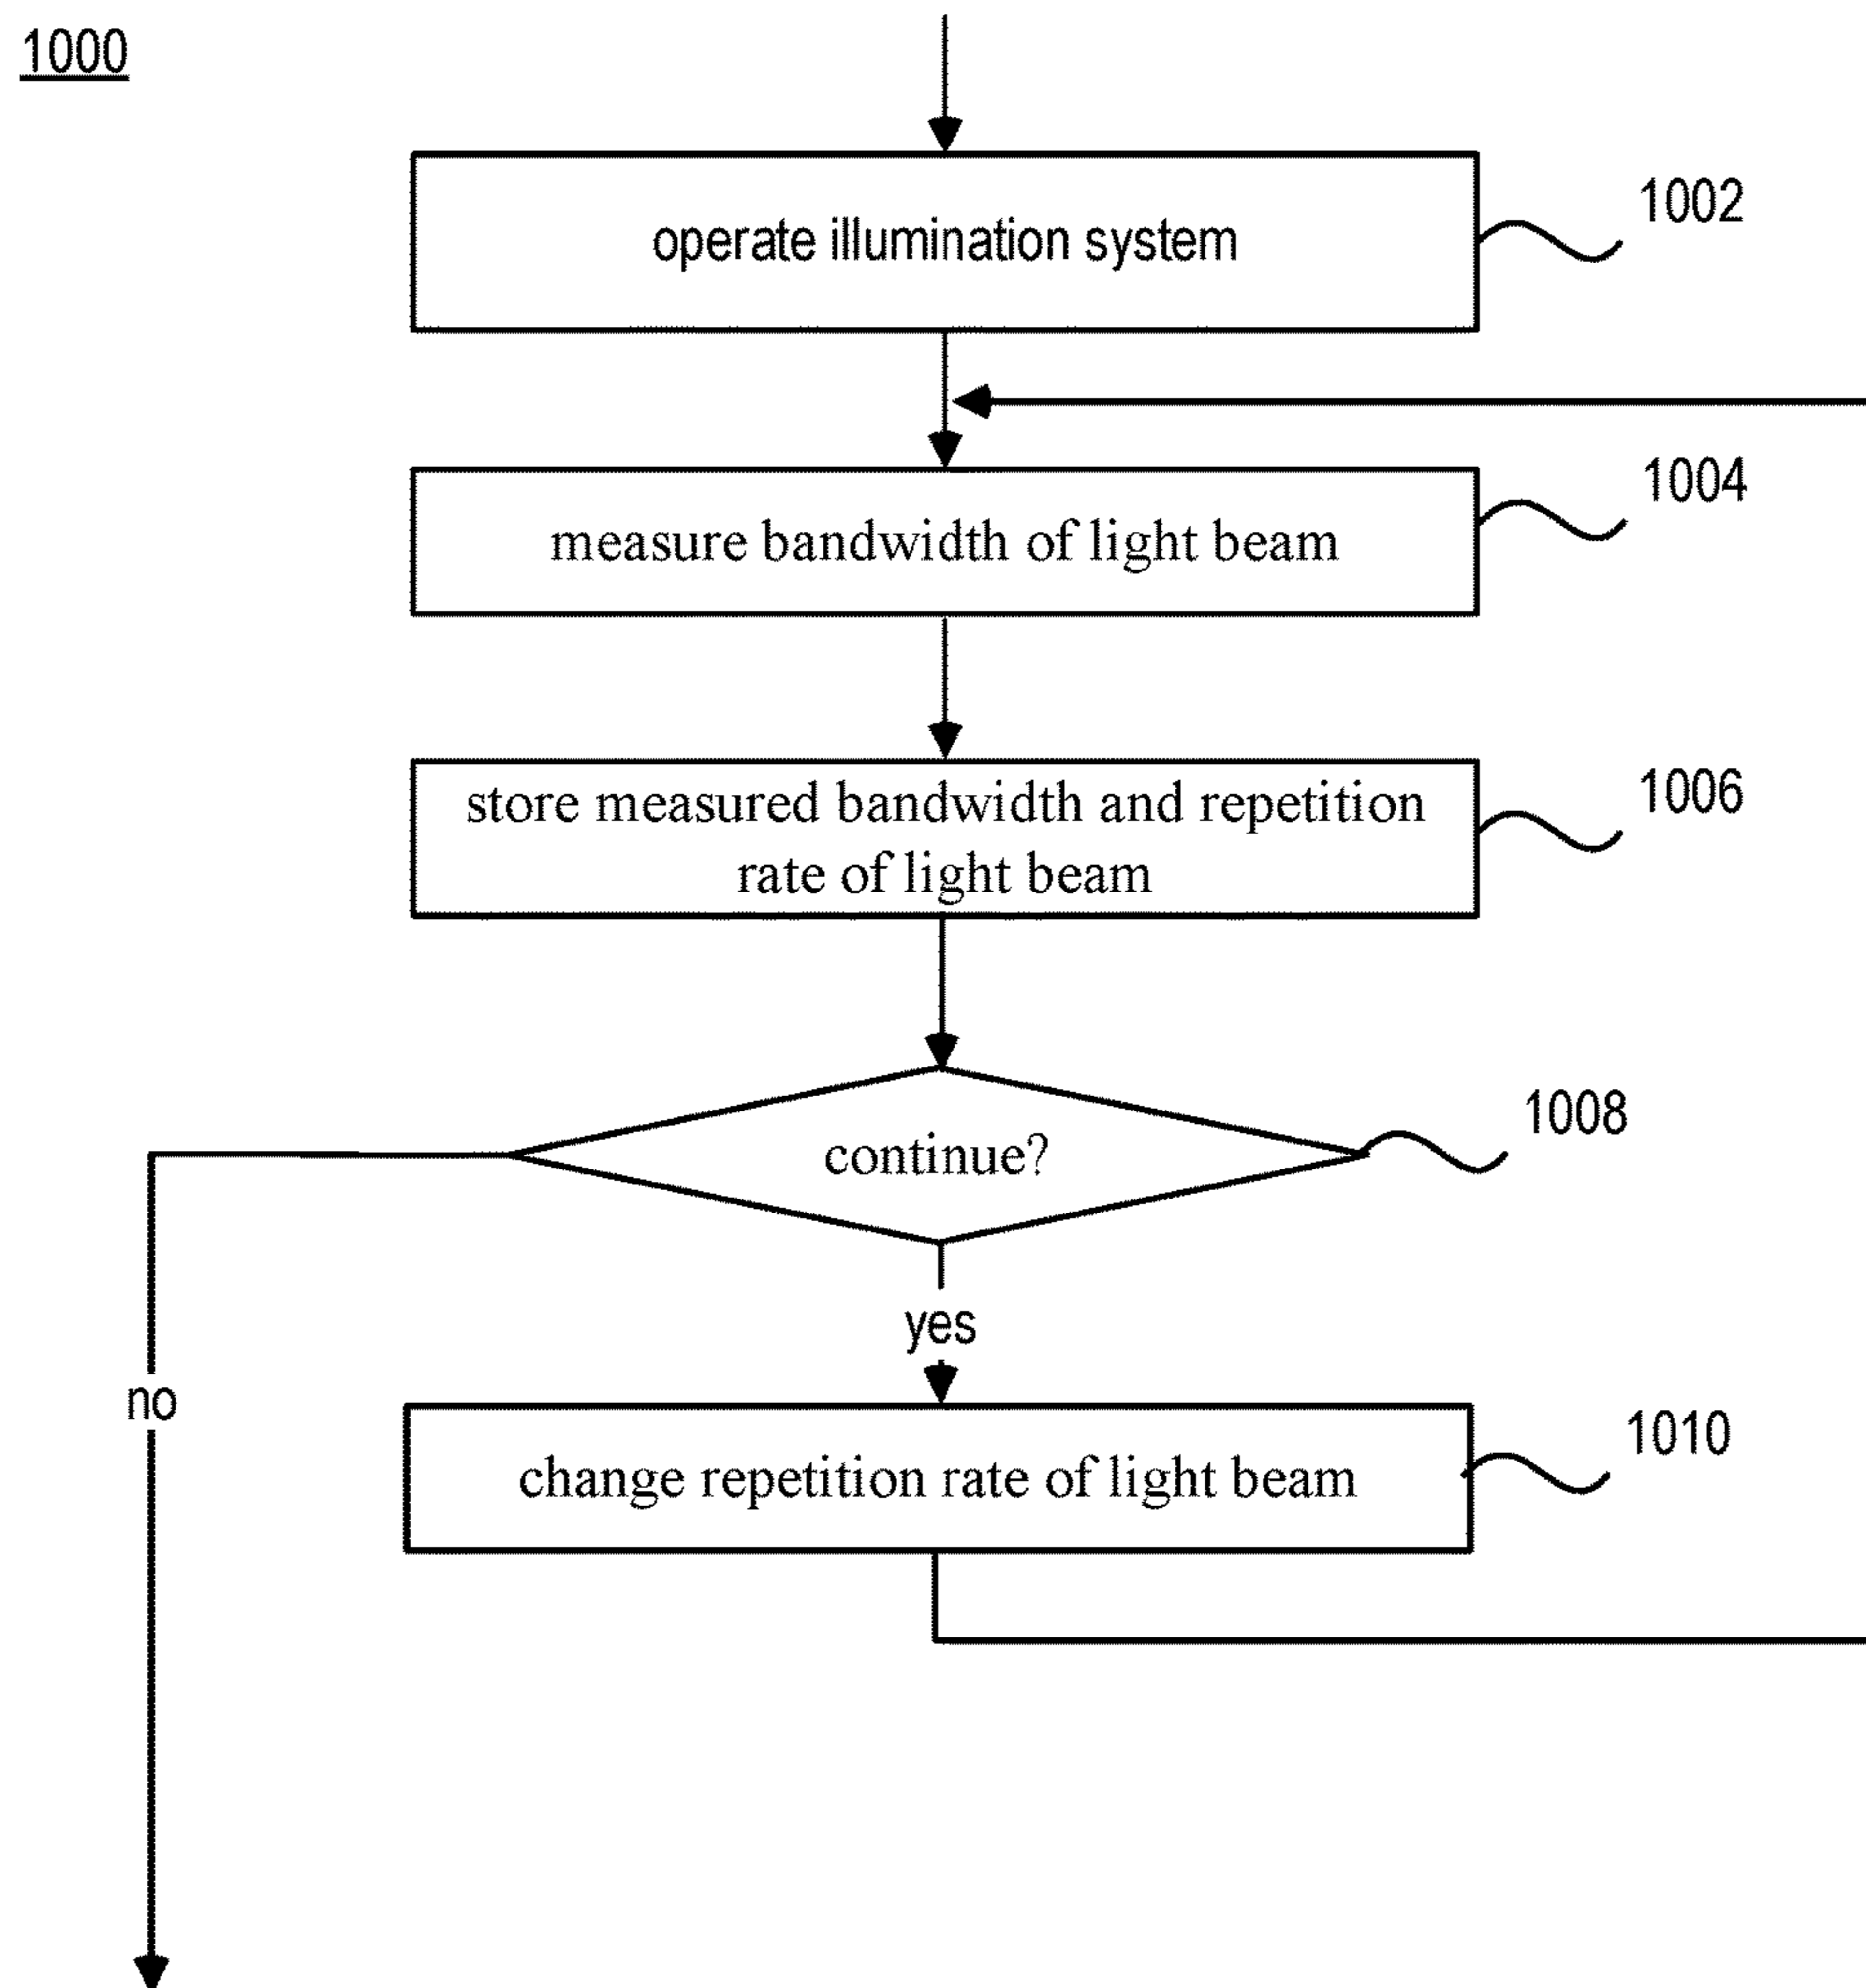 1000
operate illumination system
1002
measure bandwidth of light beam
1004
store measured bandwidth and repetition
rate of light beam
1006
continue?
1008
yes
no
change repetition rate of light beam
1010